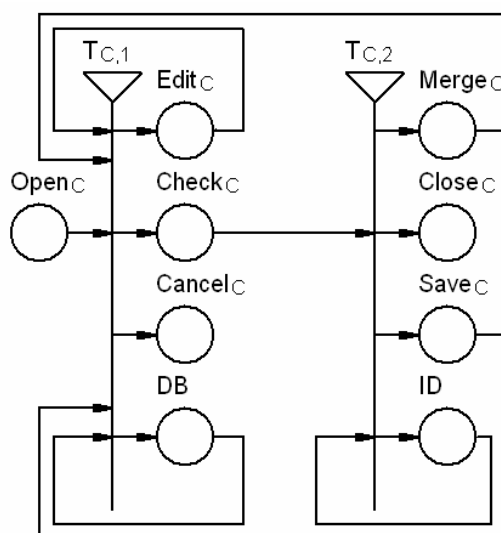 T C,1
T C,2
Edit C
Merge C
Open C
Check C
Close C
Cancel C
Save C
DB
ID